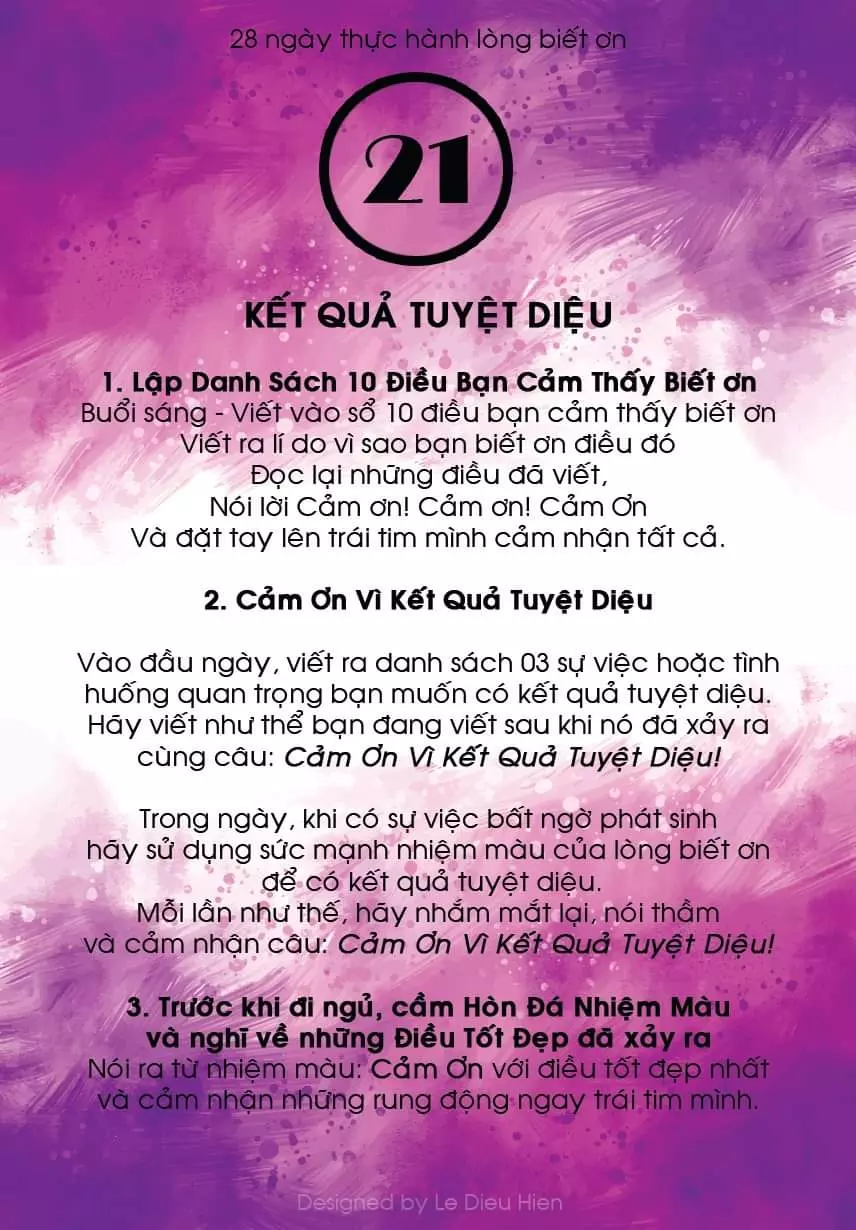 28 ngày thực hành lòng biết ơn
21
KẾT QUẢ TUYỆT DIỆU
1. Lập Danh Sách 10 Điều Bạn Cảm Thấy Biết ơn
Buổi sáng - Viết vào sổ 10 điều bạn cảm thấy biết ơn
Viết ra lí do vì sao bạn biết ơn điều đó
Đọc lại những điều đã viết,
Nói lời Cảm ơn! Cảm ơn! Cảm Ơn
Và đặt tay lên trái tim mình cảm nhận tất cả.
2. Cảm Ơn Vì Kết Quả Tuyệt Diệu
Vào đầu ngày, viết ra danh sách 03 sự việc hoặc tình
huống quan trọng bạn muốn có kết quả tuyệt diệu.
Hãy viết như thể bạn đang viết sau khi nó đã xảy ra
cùng câu: Cảm Ơn Vì Kết Quả Tuyệt Diệu!
Trong ngày, khi có sự việc bất ngờ phát sinh
hãy sử dụng sức mạnh nhiệm màu của lòng biết ơn
để có kết quả tuyệt diệu.
Mỗi lần như thế, hãy nhắm mắt lại, nói thầm
và cảm nhận câu: Cảm Ơn Vì Kết Quả Tuyệt Diệu!
3. Trước khi đi ngủ, cầm Hòn Đá Nhiệm Màu
và nghĩ về những Điều Tốt Đẹp đã xảy ra
Nói ra từ nhiệm màu: Cảm Ơn với điều tốt đẹp nhất
và cảm nhận những rung động ngay trái tim mình.
Designed by Le Dieu Hien